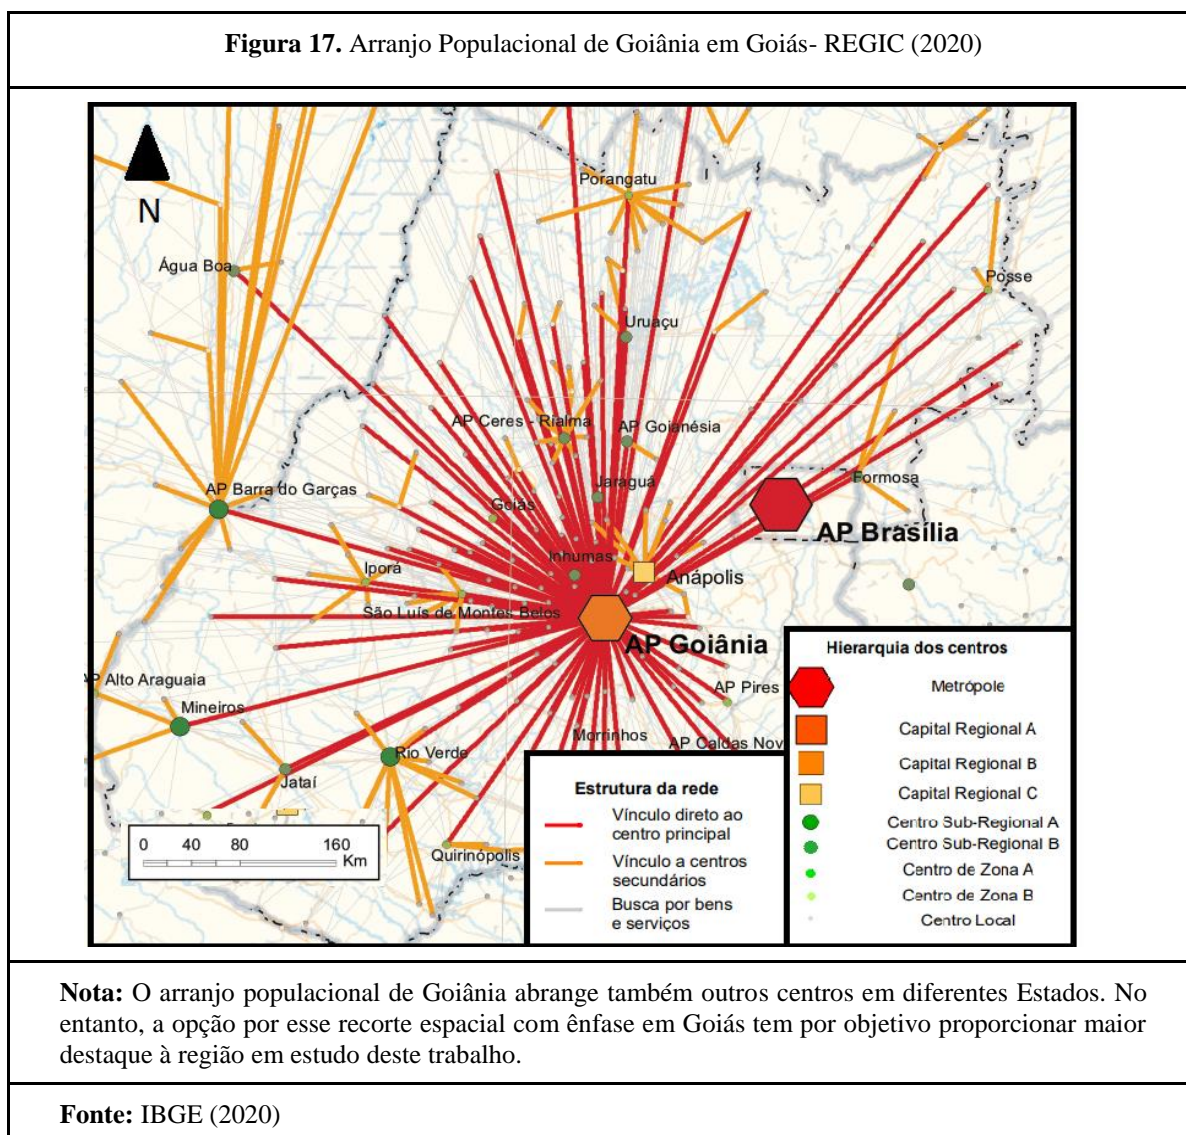 Figura 17. Arranjo Populacional de Goiânia em Goiás- REGIC (2020)
N
Porangatu
Água Boa
Posse
Uruaçu
AP Ceres - Rialma
AP Goianésia
Formosa
AP Barra do Garças
Jaraguá
Goiás
AP Brasília
Inhumas
Anápolis
Iporá
São Luís de Montes Belos
AP Goiânia
AP Alto Araguaia
AP Pires
Mineiros
Morrinhos
AP Caldas Nov
Rio Verde
Jataí
Quirinópolis
0 40 80 160
Km
Estrutura da rede
Vínculo direto ao
centro principal
Vínculo a centros
secundários
Busca por bens
e serviços
Hierarquia dos centros
Metrópole
Capital Regional A
Capital Regional B
Capital Regional C
Centro Sub-Regional A
Centro Sub-Regional B
Centro de Zona A
Centro de Zona B
Centro Local
Nota: O arranjo populacional de Goiânia abrange também outros centros em diferentes Estados. No
entanto, a opção por esse recorte espacial com ênfase em Goiás tem por objetivo proporcionar maior
destaque à região em estudo deste trabalho.
Fonte: IBGE (2020)